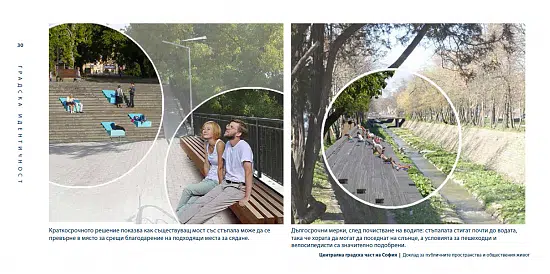 30
ГРАДСКА ИДЕНТИЧНОСТ
Краткосрочното решение показва как съществуващ мост със стъпала може да се
превърне в място за срещи благодарение на подходящи места за сядане.
Дългосрочни мерки, след почистване на водите: стъпалата стигат почти до водата,
така че хората да могат да поседнат на слънце, а условията за пешеходци и
велосипедисти са значително подобрени.
Централна градска част на София | Доклад за публичните пространства и обществения живот